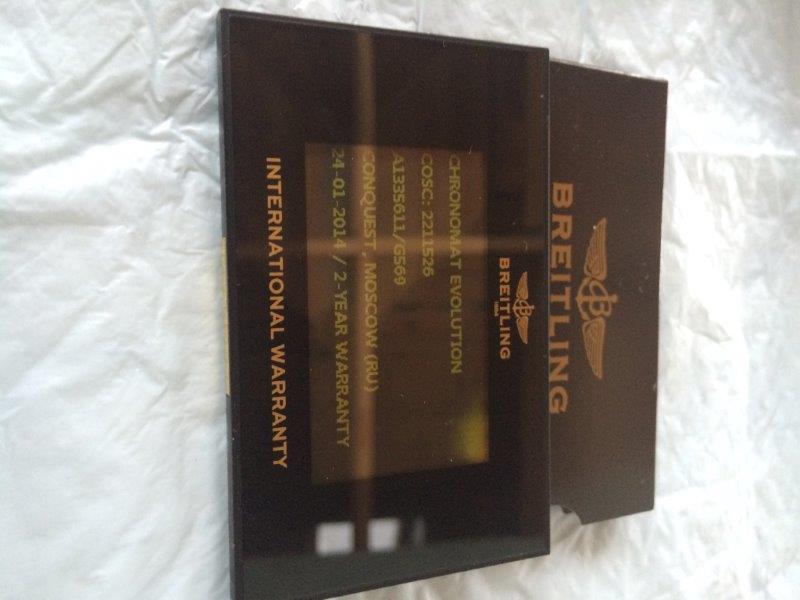 BREITLING
BREITLING
CHRONOMAT EVOLUTION
COSC: 2211526
A1335611/G569
CONQUEST, MOSCOW (RU)
24-01-2014 / 2-YEAR WARRANTY
INTERNATIONAL WARRANTY